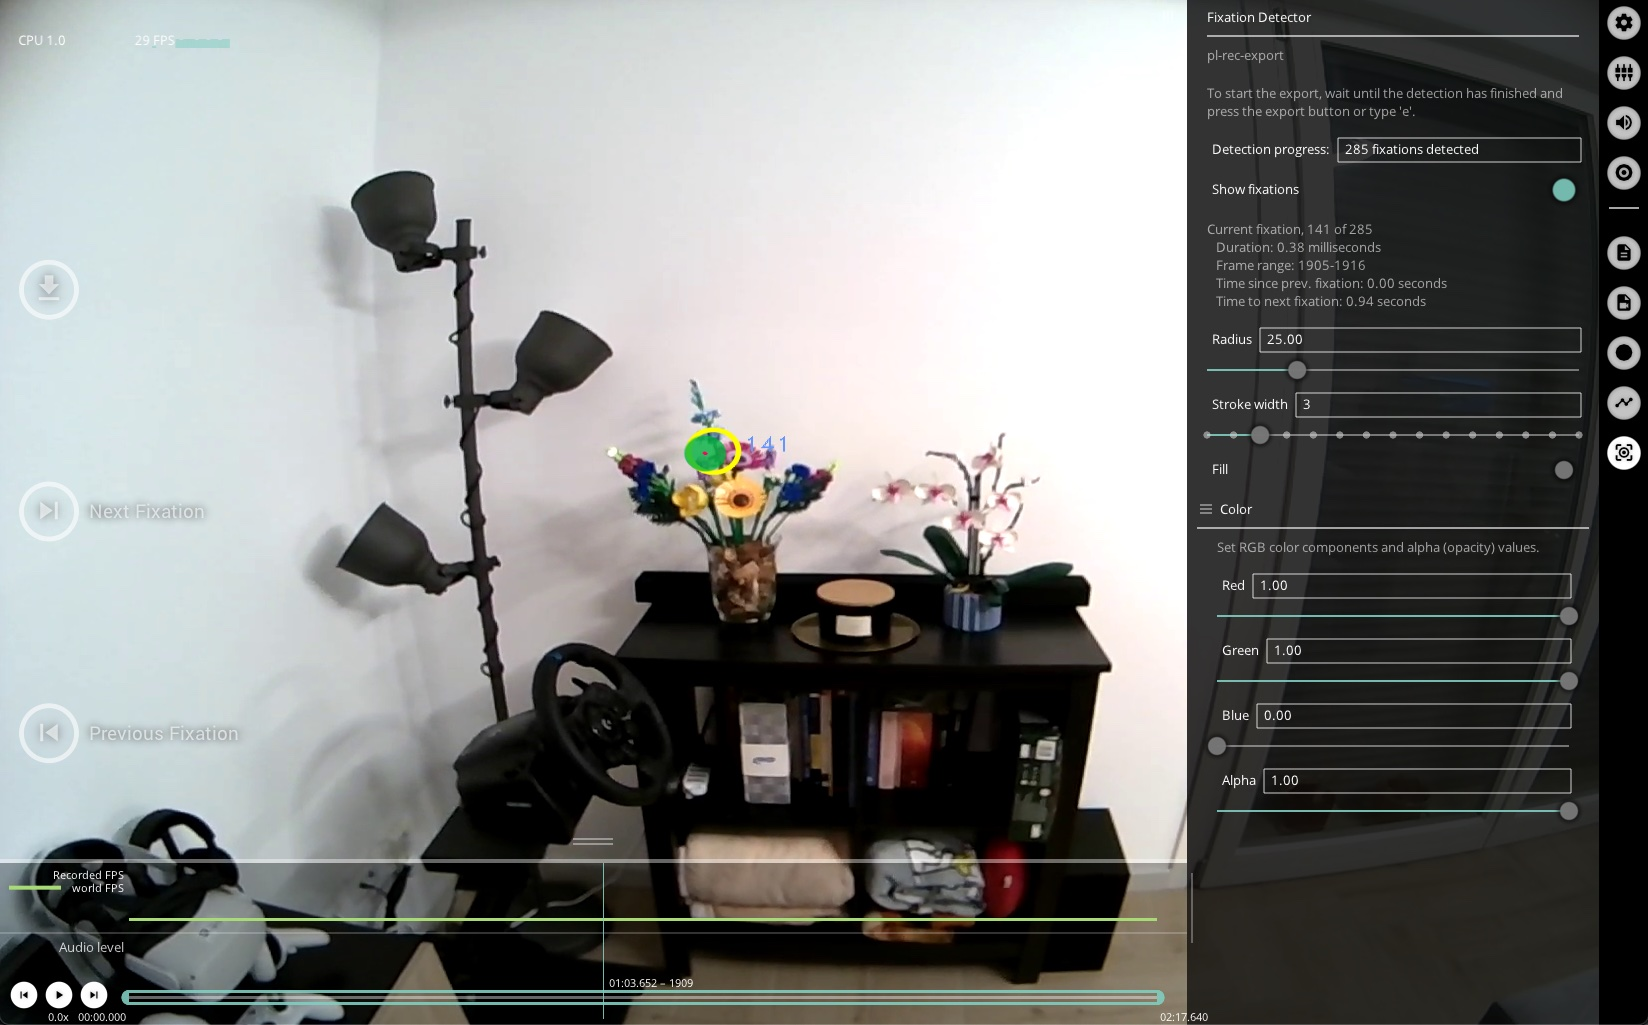 CPU 1.0
29 FPS
Next Fixation
Previous Fixation
141
Recorded FPS
world FPS
Audio level
01:03.652 – 1909
0.0x 00:00.000
02:17.640
Fixation Detector
pl-rec-export
To start the export, wait until the detection has finished and
press the export button or type 'e'.
Detection progress: 285 fixations detected
Show fixations
Current fixation, 141 of 285
Duration: 0.38 milliseconds
Frame range: 1905-1916
Time since prev. fixation: 0.00 seconds
Time to next fixation: 0.94 seconds
Radius 25.00
Stroke width 3
Fill
Color
Set RGB color components and alpha (opacity) values.
Red 1.00
Green 1.00
Blue 0.00
Alpha 1.00